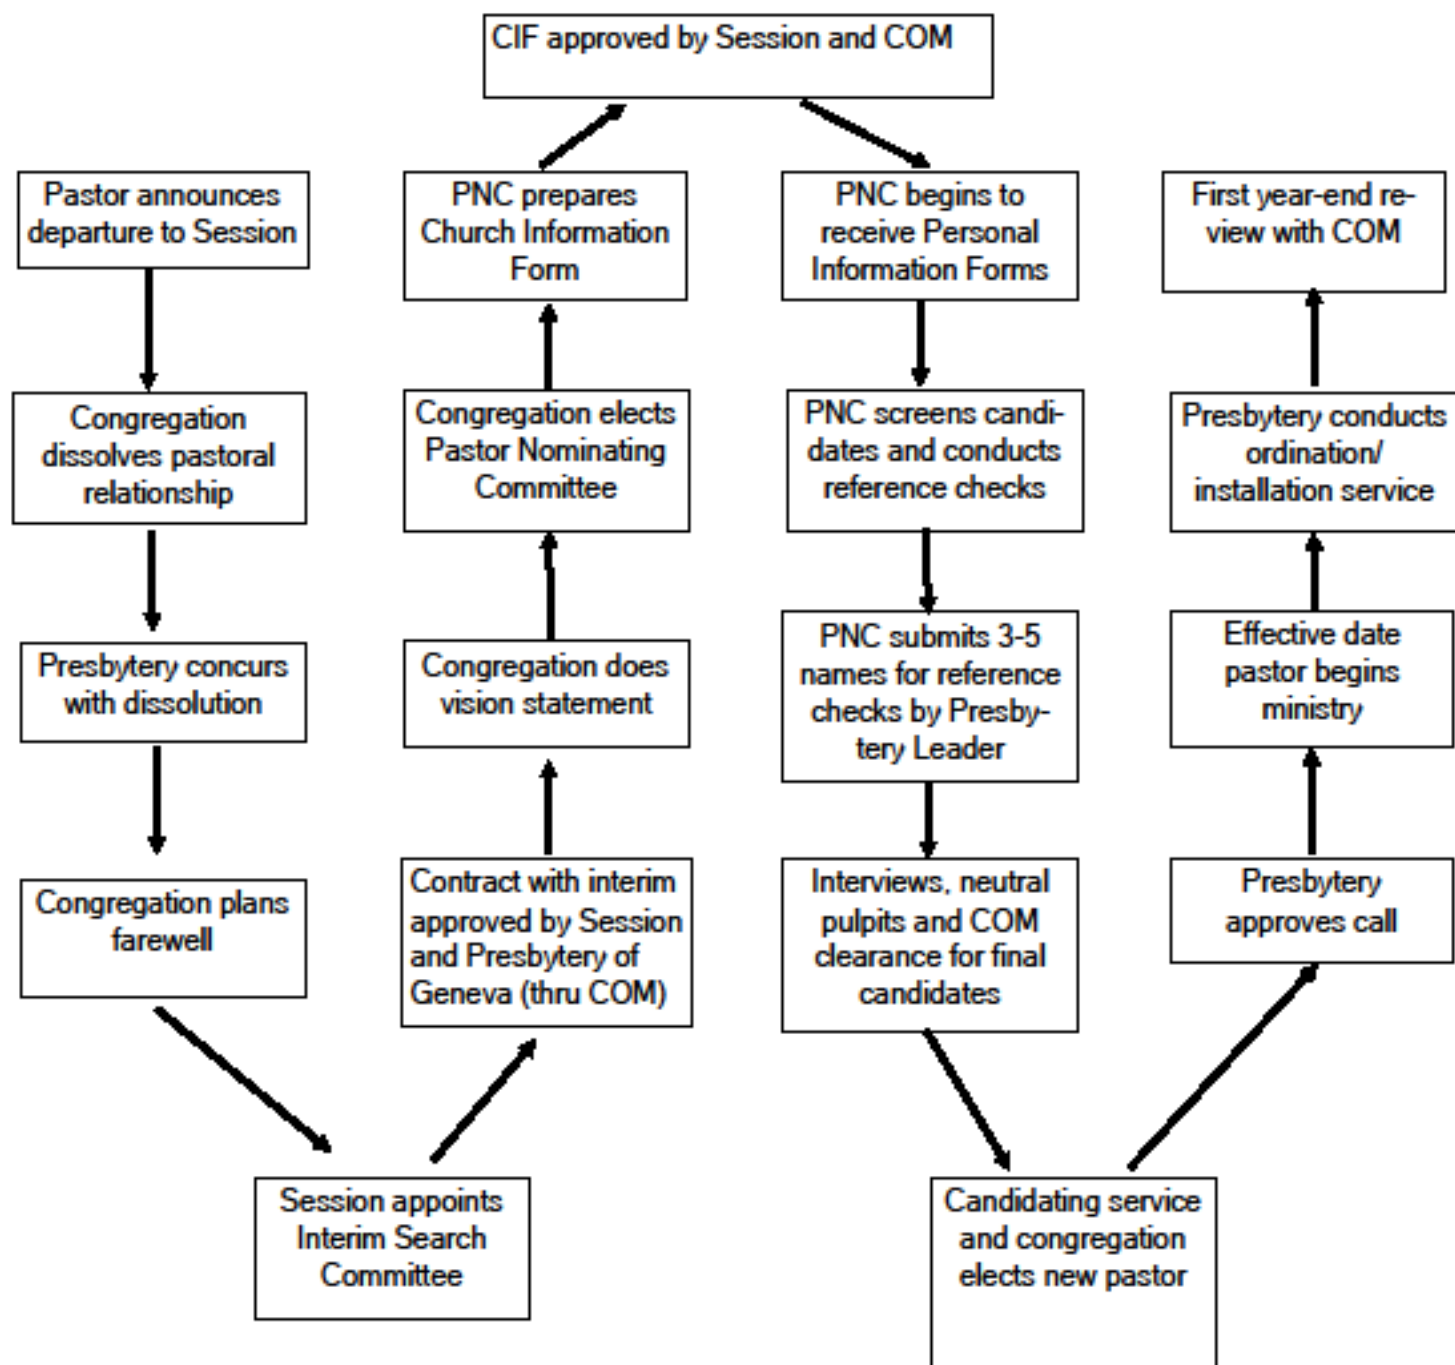 CIF approved by Session and COM
Pastor announces
departure to Session
Congregation
dissolves pastoral
relationship
Presbytery concurs
with dissolution
Congregation plans
farewell
Session appoints
Interim Search
Committee
Contract with interim
approved by Session
and Presbytery of
Geneva (thru COM)
Congregation does
vision statement
Congregation elects
Pastor Nominating
Committee
PNC prepares
Church Information
Form
PNC begins to
receive Personal
Information Forms
PNC screens candi-
dates and conducts
reference checks
PNC submits 3-5
names for reference
checks by Presby-
tery Leader
Interviews, neutral
pulpits and COM
clearance for final
candidates
Candidating service
and congregation
elects new pastor
Presbytery
approves call
Effective date
pastor begins
ministry
Presbytery conducts
ordination/
installation service
First year-end re-
view with COM